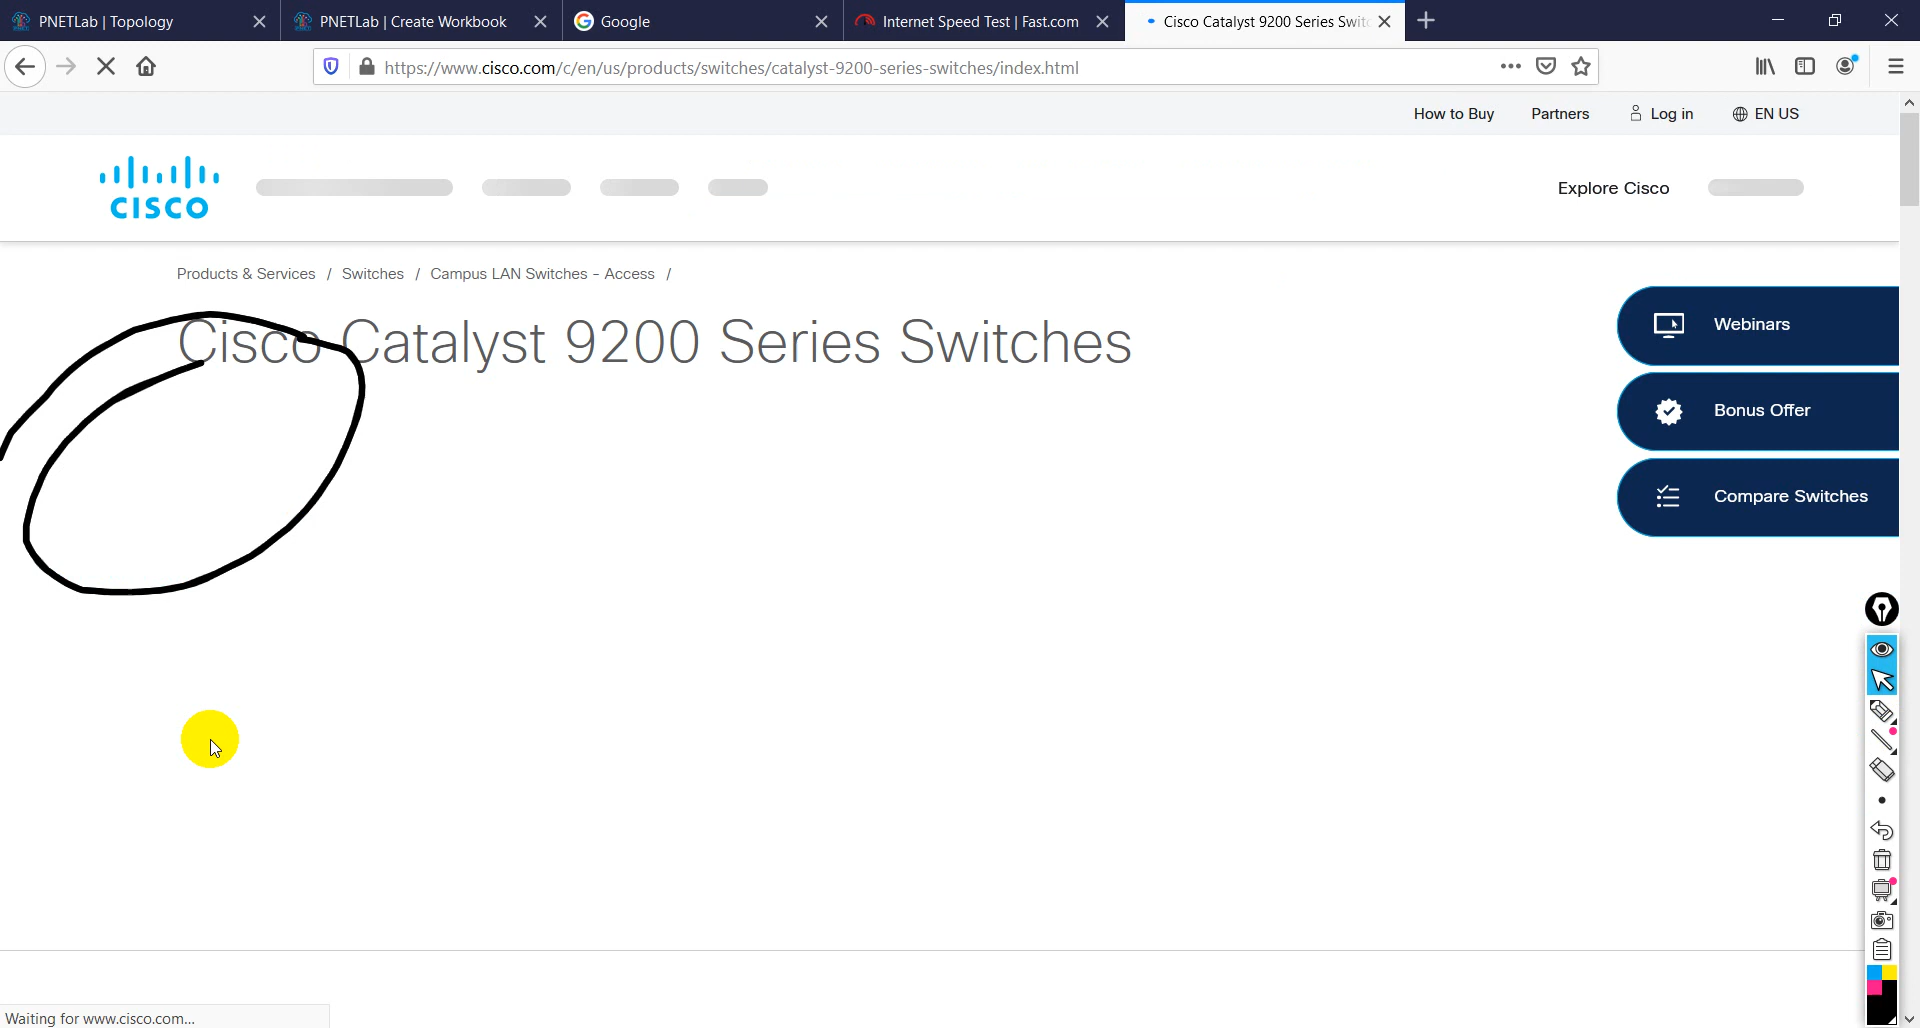 PNETLab | Topology
PNETLab | Create Workbook
Google
Internet Speed Test | Fast.com
Cisco Catalyst 9200 Series Swit
https://www.cisco.com/c/en/us/products/switches/catalyst-9200-series-switches/index.html
How to Buy
Partners
Log in
EN US
CISCO
Explore Cisco
Products & Services / Switches / Campus LAN Switches - Access /
Cisco Catalyst 9200 Series Switches
Webinars
Bonus Offer
Compare Switches
Waiting for www.cisco.com...